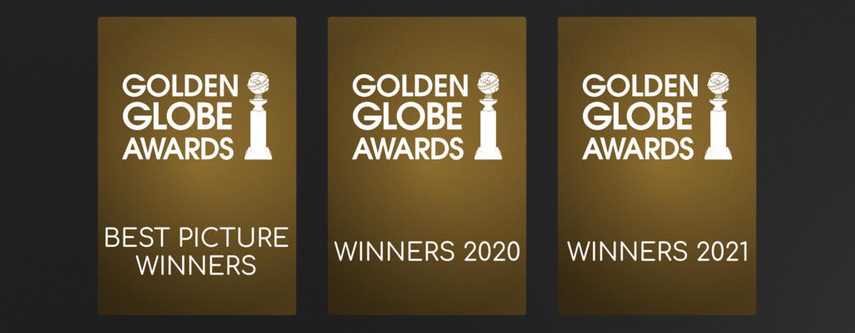 GOLDEN
GLOBE
AWARDS
BEST PICTURE
WINNERS
GOLDEN
GLOBE
AWARDS
WINNERS 2020
GOLDEN
GLOBE
AWARDS
WINNERS 2021